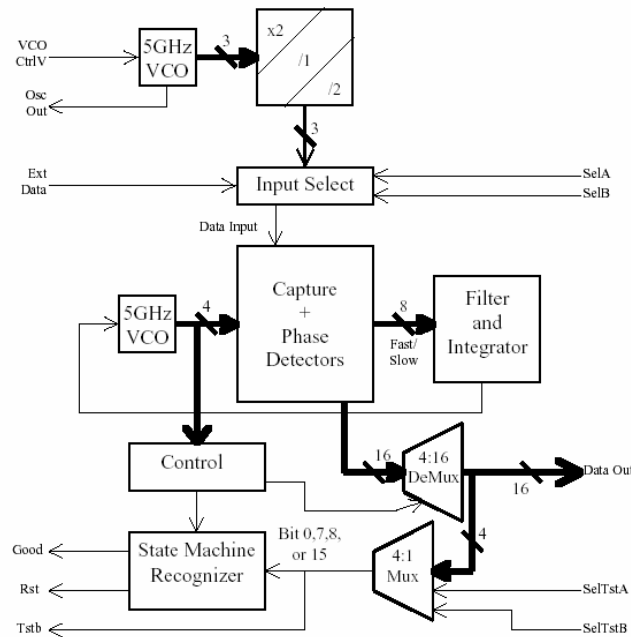 VCO
CtrlV
5GHz
VCO
3
x2
/1
/2
Osc
Out
3
Ext
Data
Input Select
SelA
SelB
Data Input
5GHz
VCO
4
Capture
+
Phase
Detectors
8
Fast/
Slow
Filter
and
Integrator
Control
16
4:16
DeMux
16
Data Out
4
Good
Rst
Tstb
State Machine
Recognizer
Bit 0,7,8,
or 15
4:1
Mux
SelTstA
SelTstB